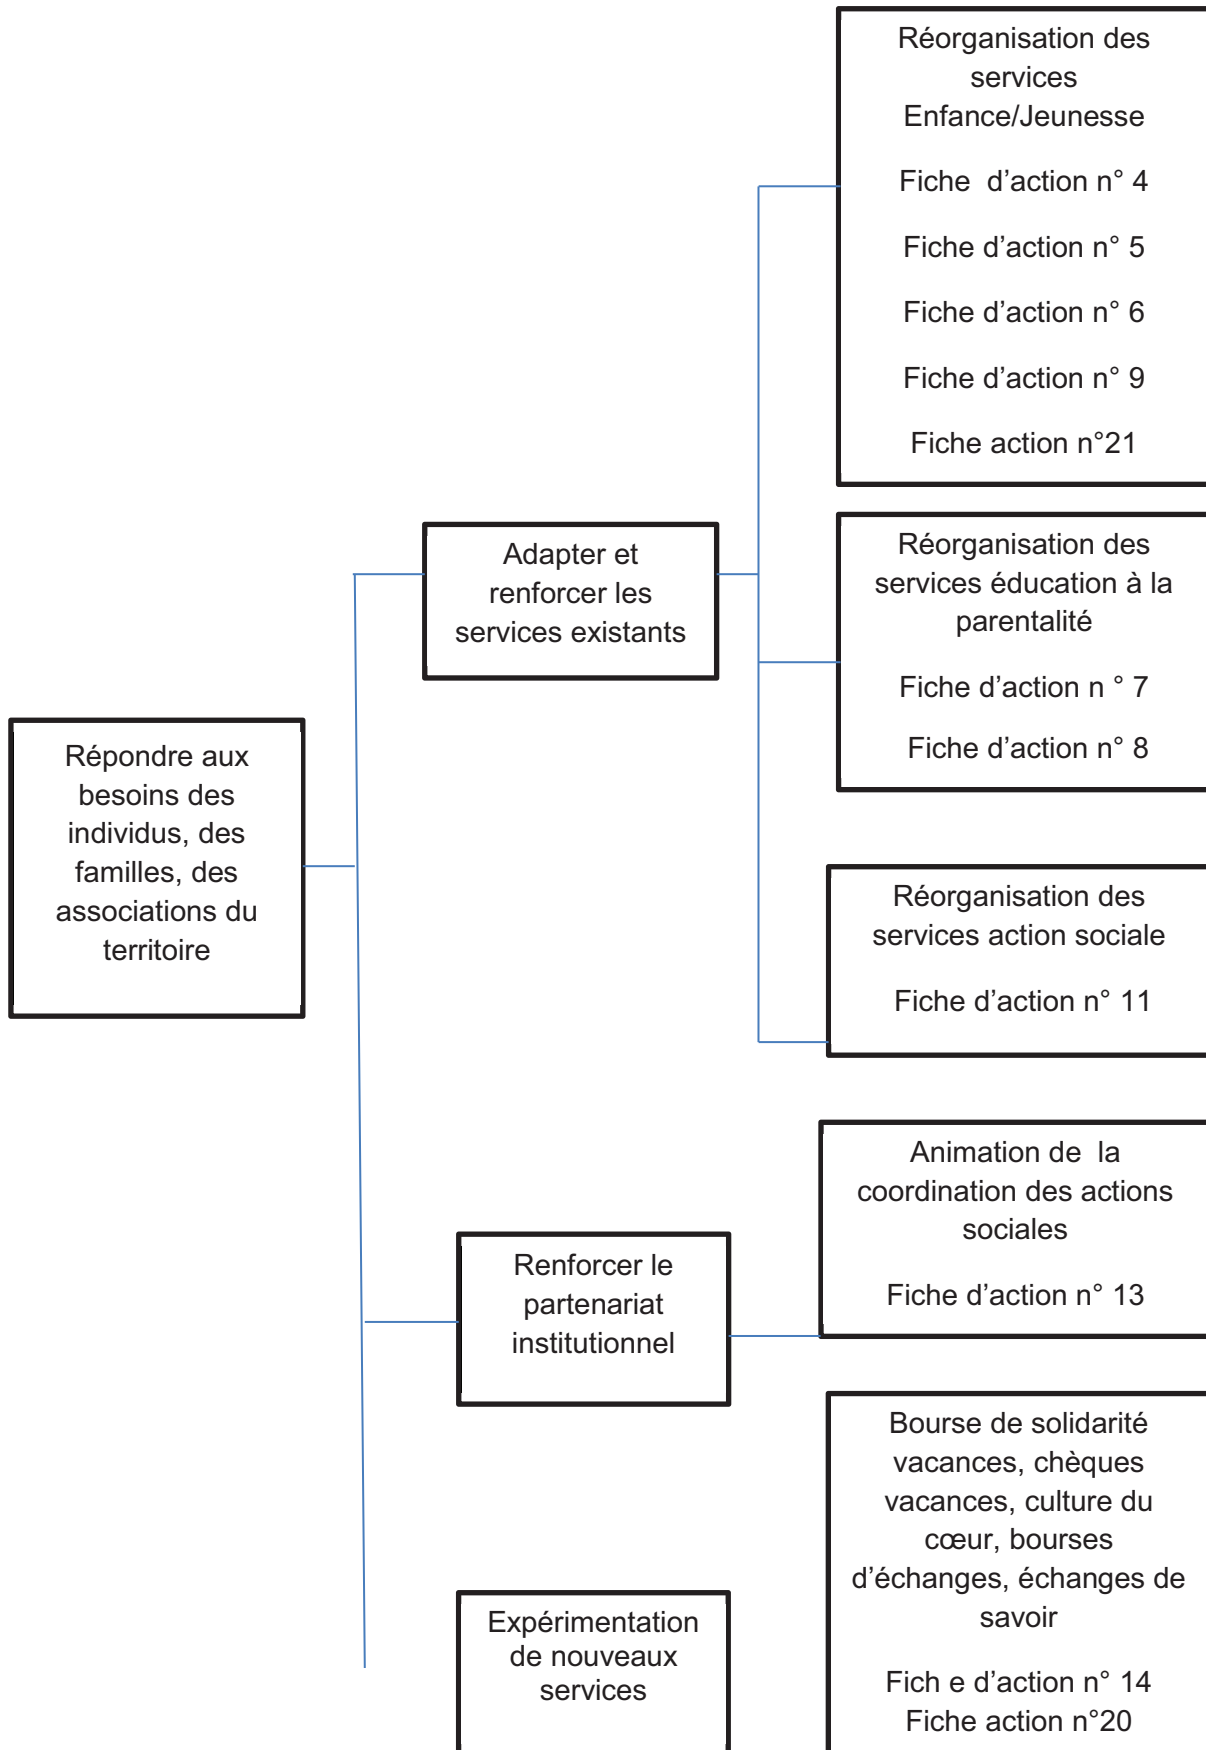 Répondre aux
besoins des
individus, des
familles, des
associations du
territoire
Adapter et
renforcer les
services existants
Réorganisation des
services
Enfance/Jeunesse
Fiche  d’action n° 4
Fiche d’action n° 5
Fiche d’action n° 6
Fiche d’action n° 9
Fiche action n°21
Réorganisation des
services éducation à la
parentalité
Fiche d’action n ° 7
Fiche d’action n° 8
Réorganisation des
services action sociale
Fiche d’action n° 11
Renforcer le
partenariat
institutionnel
Animation de  la
coordination des actions
sociales
Fiche d’action n° 13
Expérimentation
de nouveaux
services
Bourse de solidarité
vacances, chèques
vacances, culture du
cœur, bourses
d’échanges, échanges de
savoir
Fich e d’action n° 14
Fiche action n°20